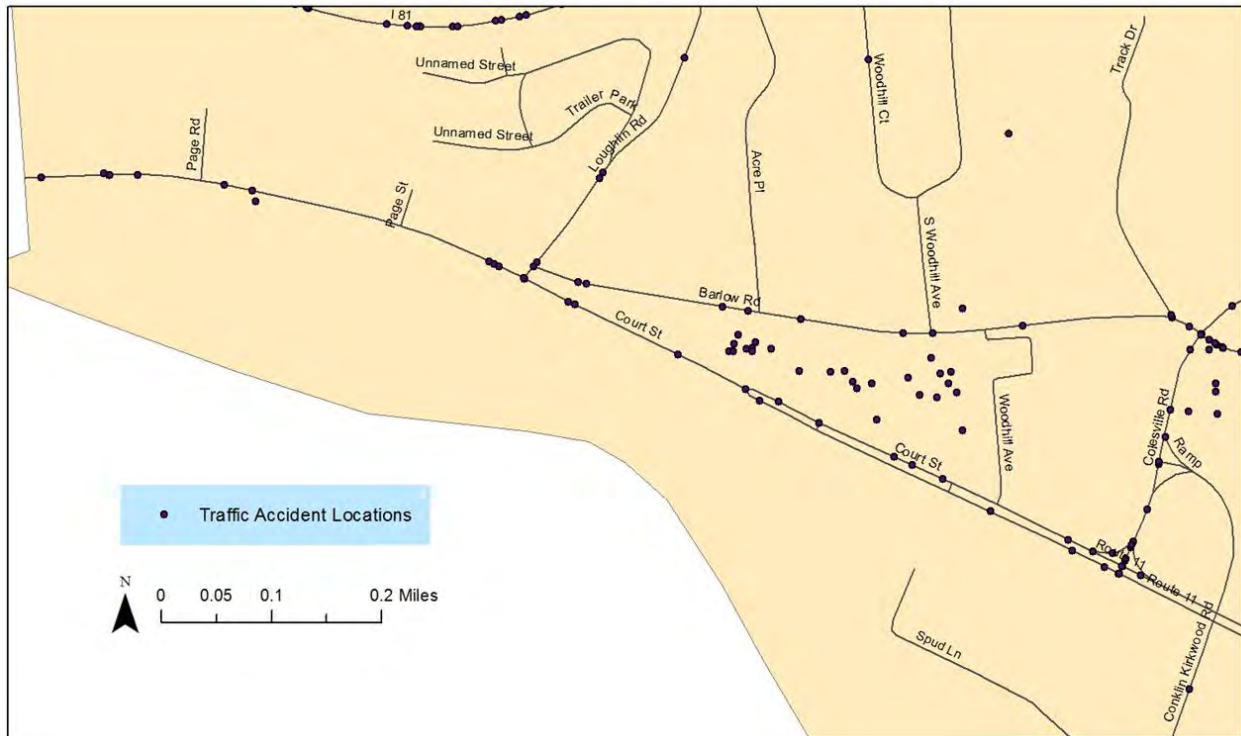 I 81
Unnamed Street
Trailer Park
Unnamed Street
Loughlin Rd
Page Rd
Page St
Acre Pl
Woodhill Ct
S Woodhill Ave
Track Dr
Barlow Rd
Court St
Woodhill Ave
Court St
Colesville Rd
Ramp
Route 11
Route 11
Spud Ln
Conklin Kirkwood Rd
Traffic Accident Locations
N
0 0.05 0.1 0.2 Miles